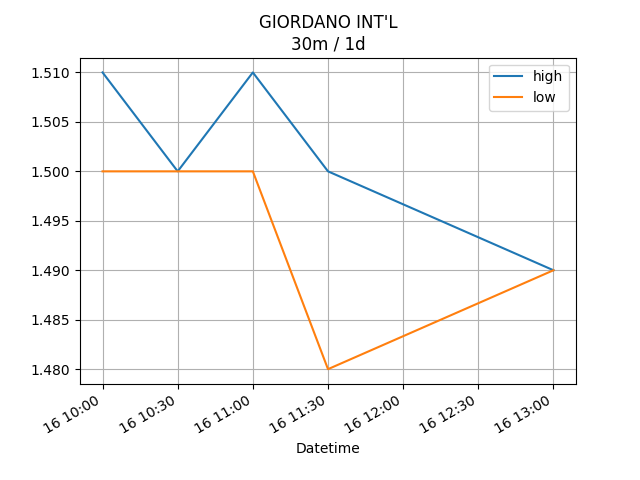 GIORDANO INT'L
30m / 1d
high
low
1.510
1.505
1.500
1.495
1.490
1.485
1.480
16 10:00
16 10:30
16 11:00
16 11:30
16 12:00
16 12:30
16 13:00
Datetime